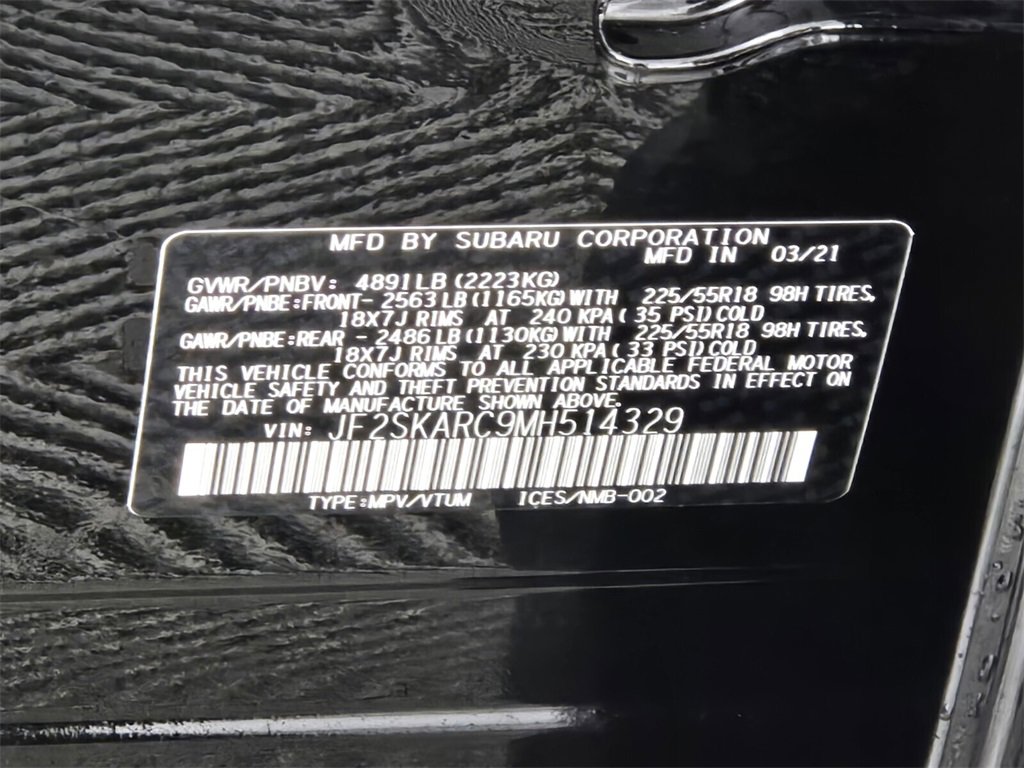 MFD BY SUBARU CORPORATION
MFD IN 03/21
GVWR/PNBV: 4891LB (2223KG)
GAWR/PNBE:FRONT- 2563LB (1165KG) WITH 225/55R18 98H TIRES,
18X7J RIMS AT 240 KPA( 35 PSI) COLD
GAWR/PNBE:REAR - 2486LB (1130KG) WITH 225/55R18 98H TIRES,
18X7J RIMS AT 230 KPA( 33 PSI) COLD
THIS VEHICLE CONFORMS TO ALL APPLICABLE FEDERAL MOTOR
VEHICLE SAFETY AND THEFT PREVENTION STANDARDS IN EFFECT ON
THE DATE OF MANUFACTURE SHOWN ABOVE.
VIN: JF2SKARC9MH514329
TYPE:MPV/VTUM ICES/NMB-002